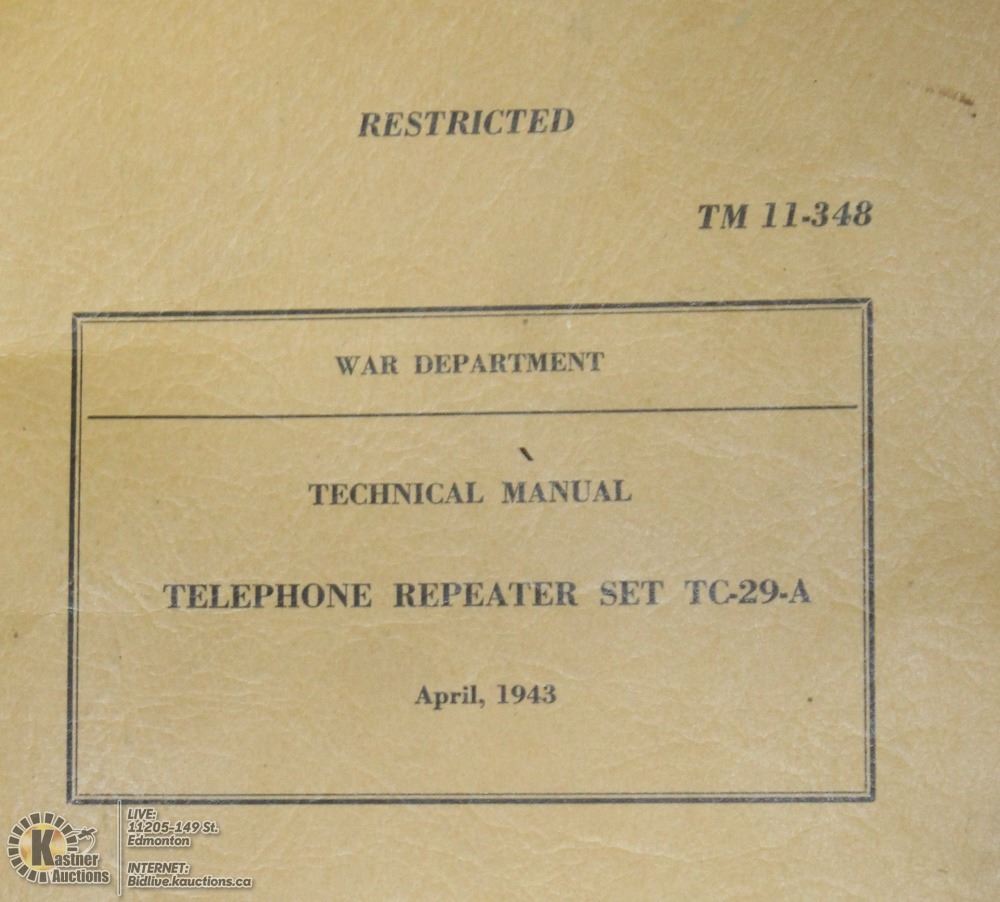 RESTRICTED
TM 11-348
WAR DEPARTMENT
TECHNICAL MANUAL
TELEPHONE REPEATER SET TC-29-A
April, 1943
Kastner
Auctions
LIVE:
11205-149 St.
Edmonton
INTERNET:
Bidlive.kauctions.ca